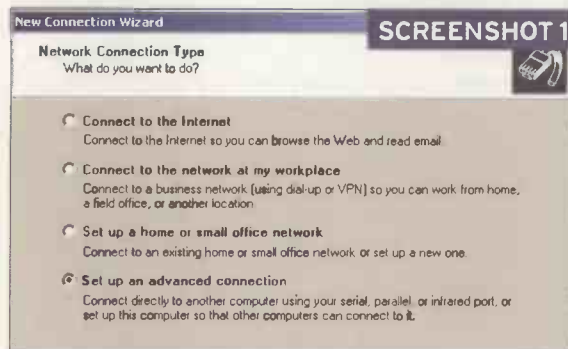 New Connection Wizard
SCREENSHOT 1
Network Connection Type
What do you want to do?
Connect to the Internet
Connect to the Internet so you can browse the Web and read email.
Connect to the network at my workplace
Connect to a business network (using dial-up or VPN) so you can work from home,
a field office, or another location.
Set up a home or small office network
Connect to an existing home or small office network or set up a new one.
Set up an advanced connection
Connect directly to another computer using your serial, parallel, or infrared port, or
set up this computer so that other computers can connect to it.